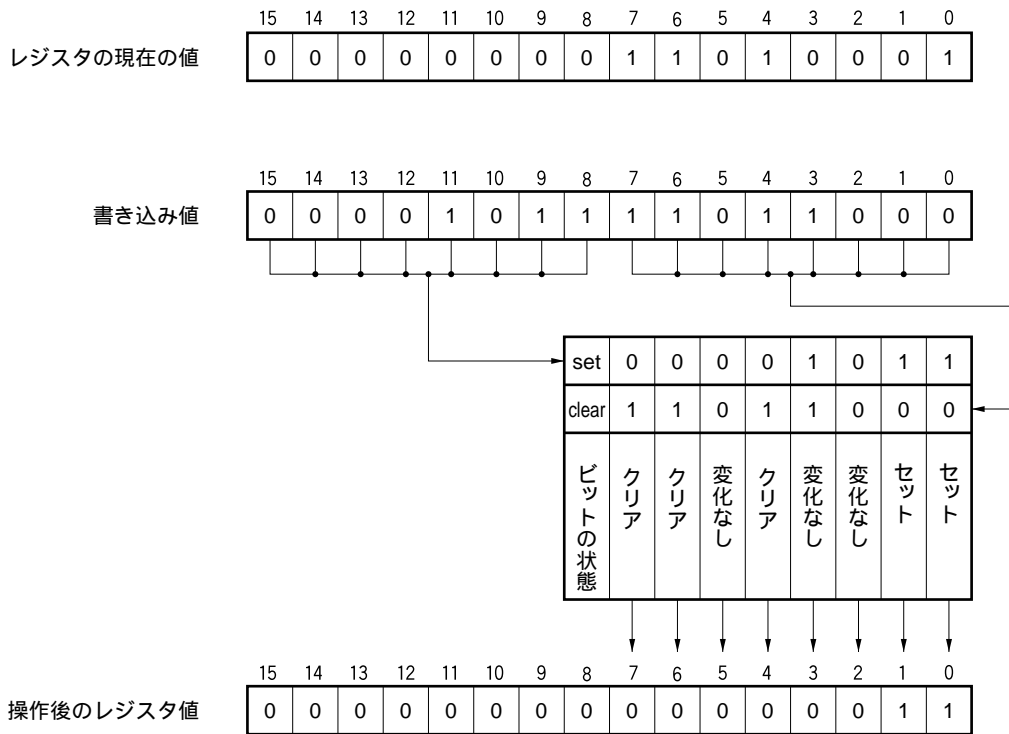 15 14 13 12 11 10 9 8 7 6 5 4 3 2 1 0
レジスタの現在の値 0 0 0 0 0 0 0 0 1 1 0 1 0 0 0 1
15 14 13 12 11 10 9 8 7 6 5 4 3 2 1 0
書き込み値 0 0 0 0 1 0 1 1 1 1 0 1 1 0 0 0
set 0 0 0 0 1 0 1 1
clear 1 1 0 1 1 0 0 0
ビットの状態 クリア クリア 変化なし クリア 変化なし 変化なし セット セット
15 14 13 12 11 10 9 8 7 6 5 4 3 2 1 0
操作後のレジスタ値 0 0 0 0 0 0 0 0 0 0 0 0 0 0 1 1